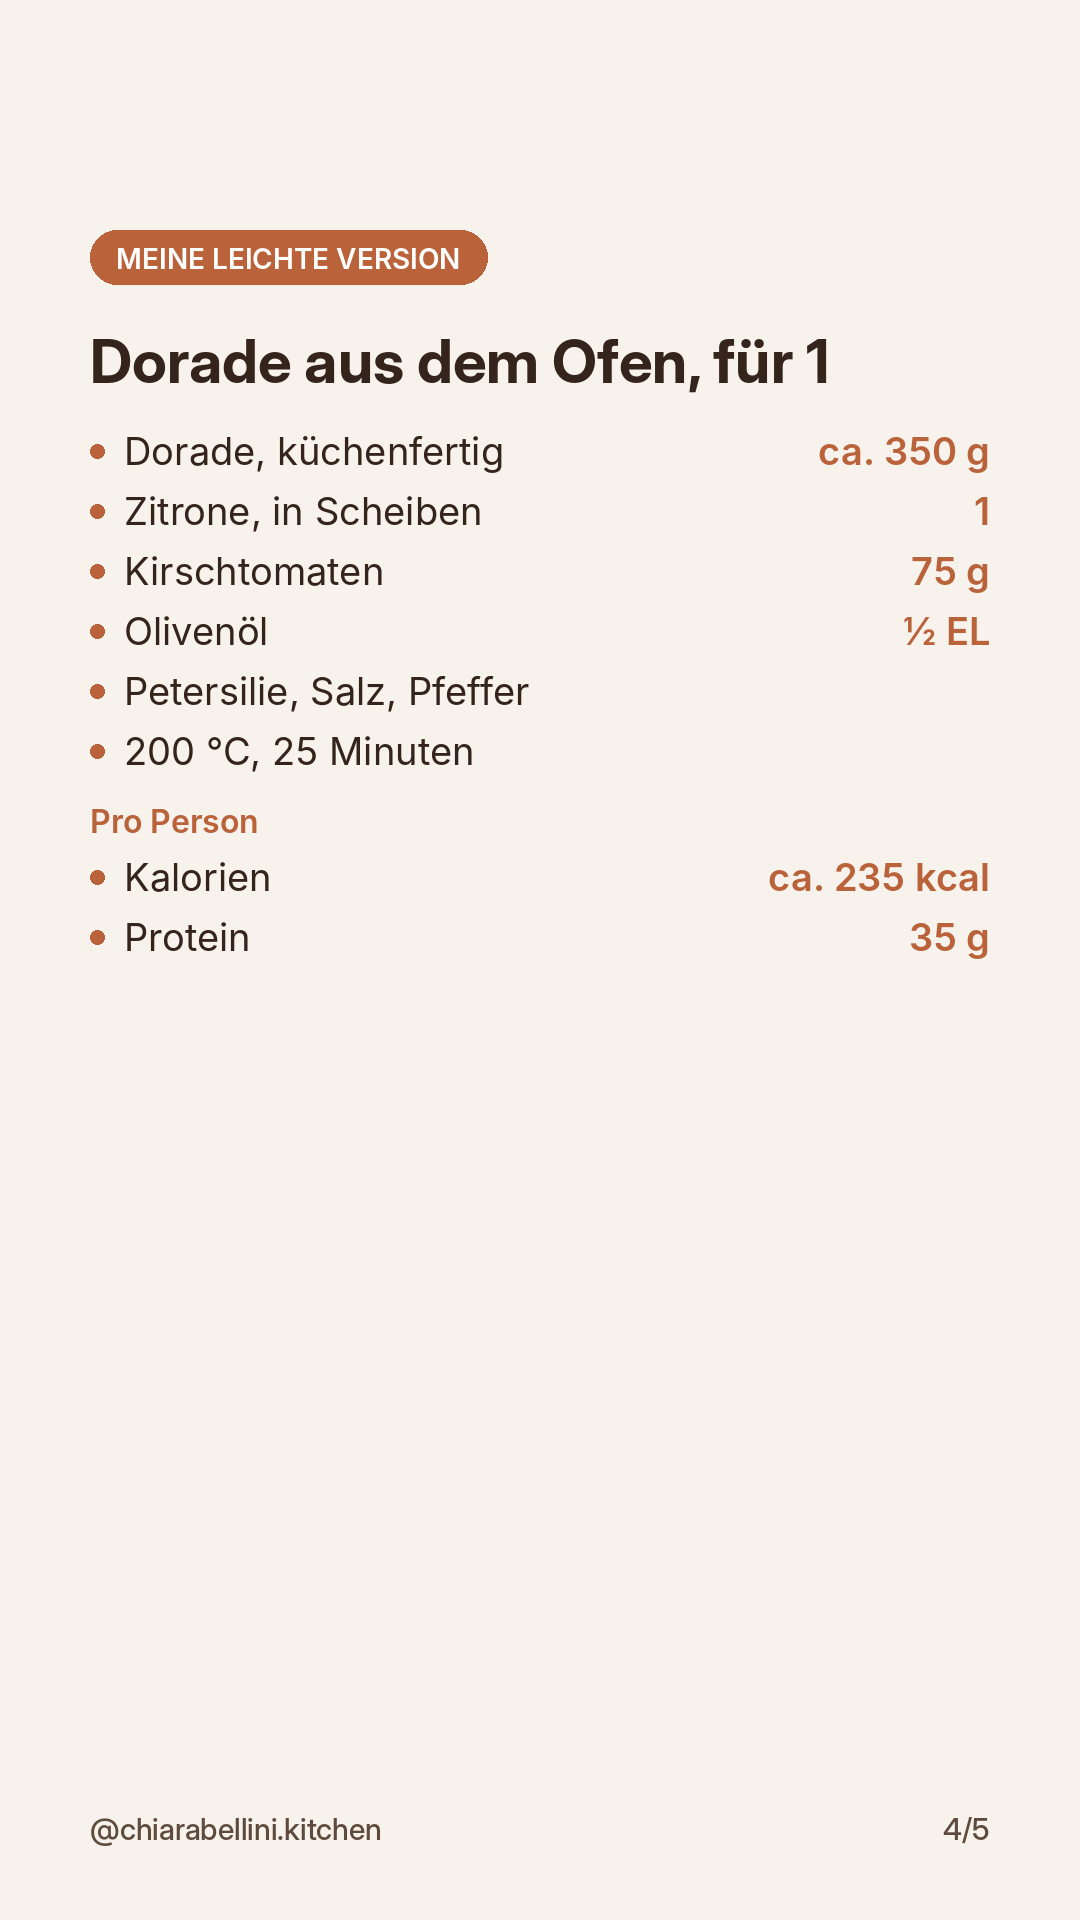 MEINE LEICHTE VERSION
Dorade aus dem Ofen, für 1
Dorade, küchenfertig ca. 350 g
Zitrone, in Scheiben 1
Kirschtomaten 75 g
Olivenöl ½ EL
Petersilie, Salz, Pfeffer
200 °C, 25 Minuten
Pro Person
Kalorien ca. 235 kcal
Protein 35 g
@chiarabellini.kitchen 4/5